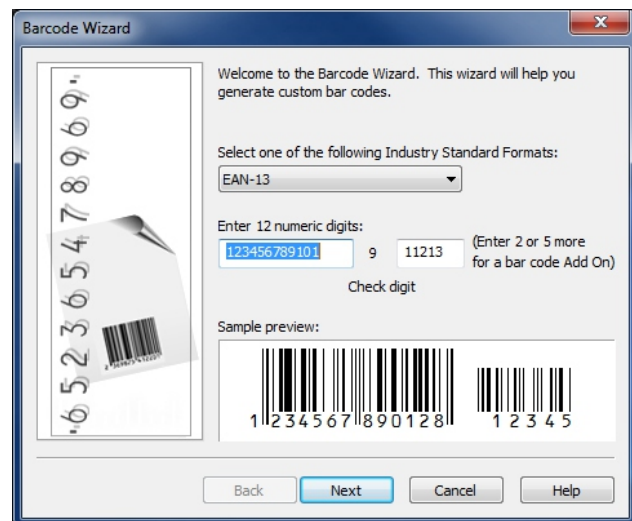 Barcode Wizard
Welcome to the Barcode Wizard. This wizard will help you
generate custom bar codes.
Select one of the following Industry Standard Formats:
EAN-13
Enter 12 numeric digits:
123456789101 9 11213 (Enter 2 or 5 more
for a bar code Add On)
Check digit
Sample preview:
1 234567 890128 12345
Back Next Cancel Help
-652365478969-